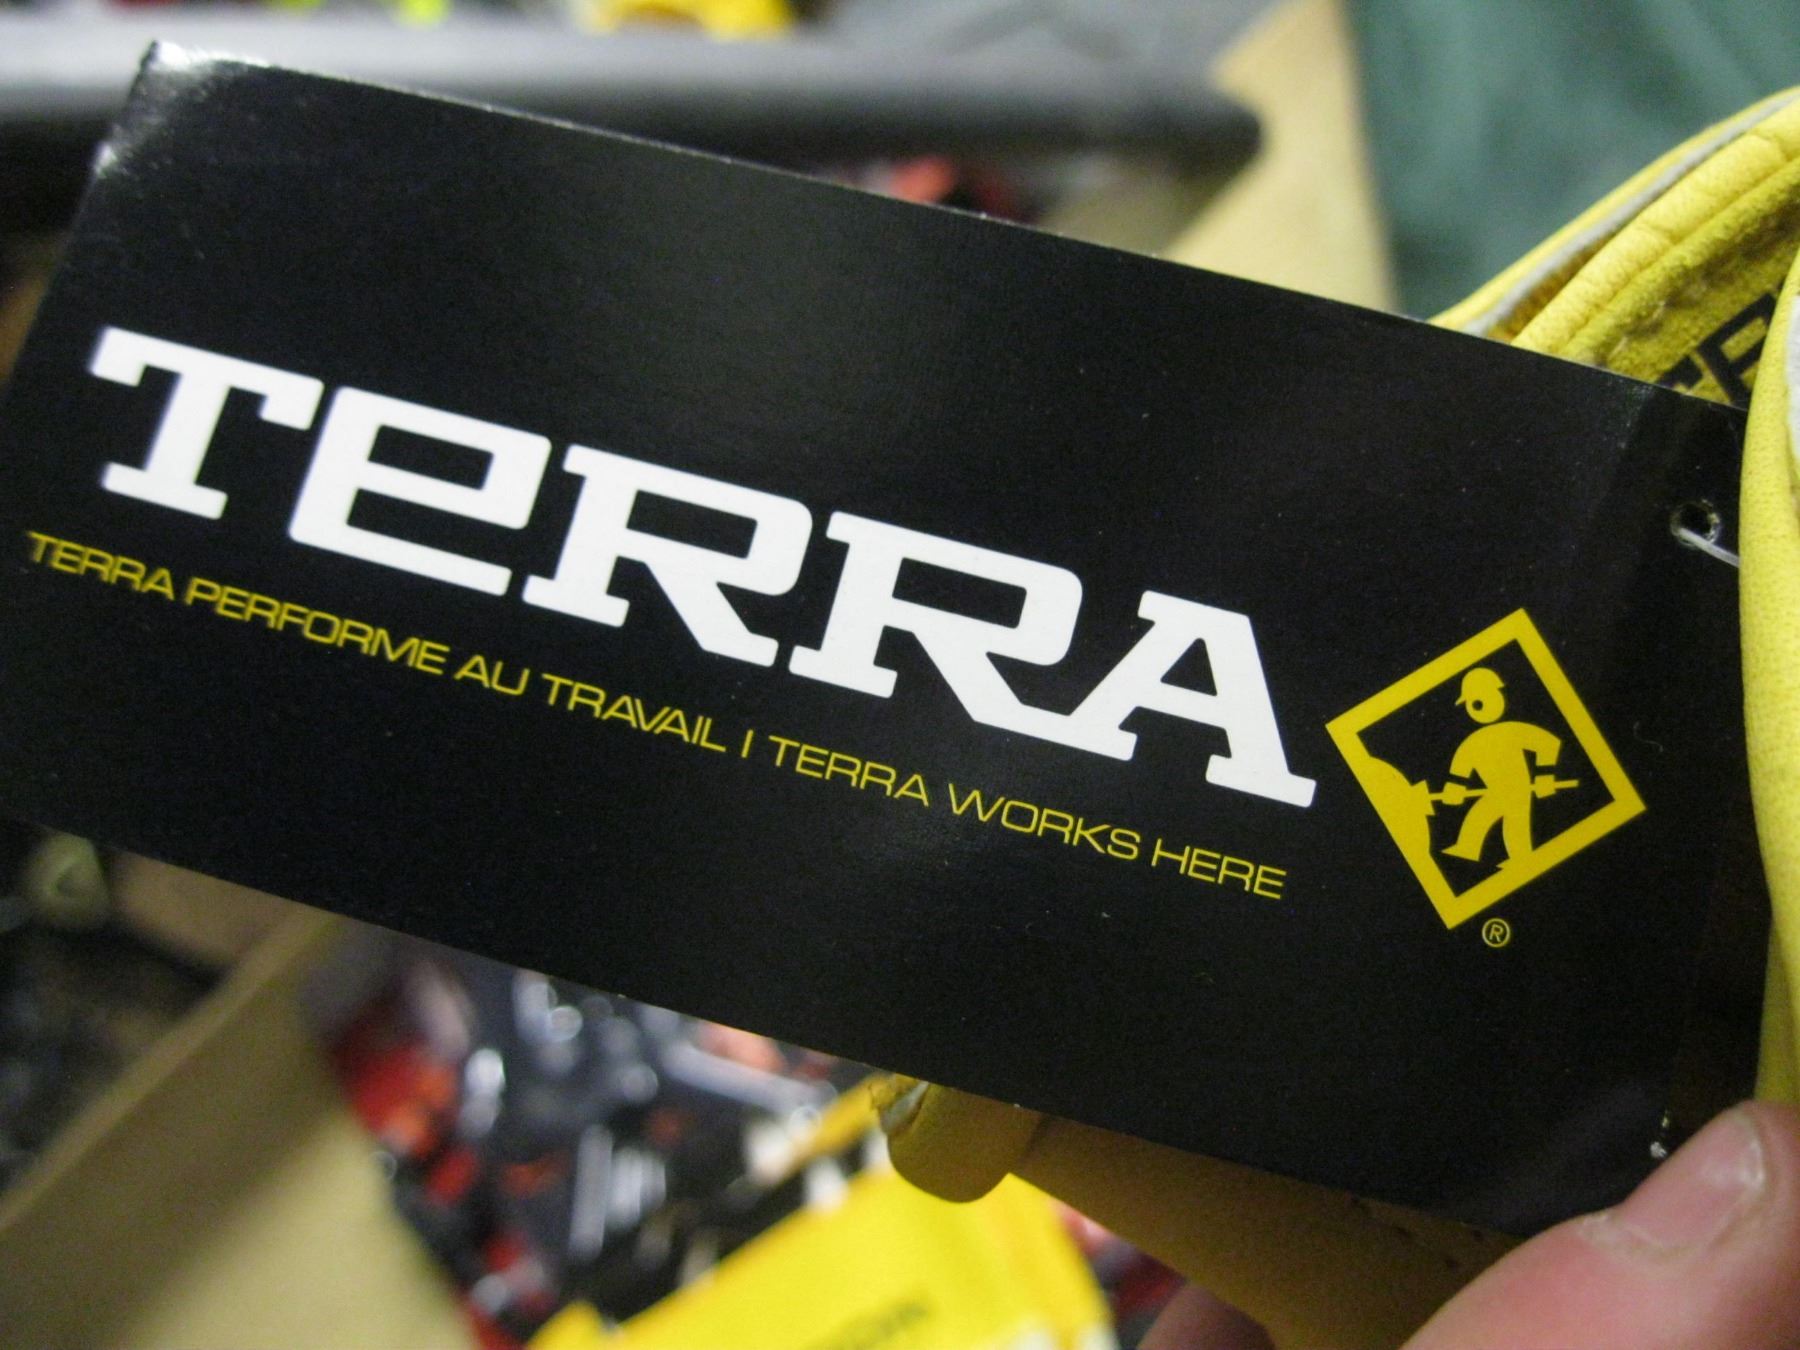 TERRA
TERRA PERFORME AU TRAVAIL | TERRA WORKS HERE
®